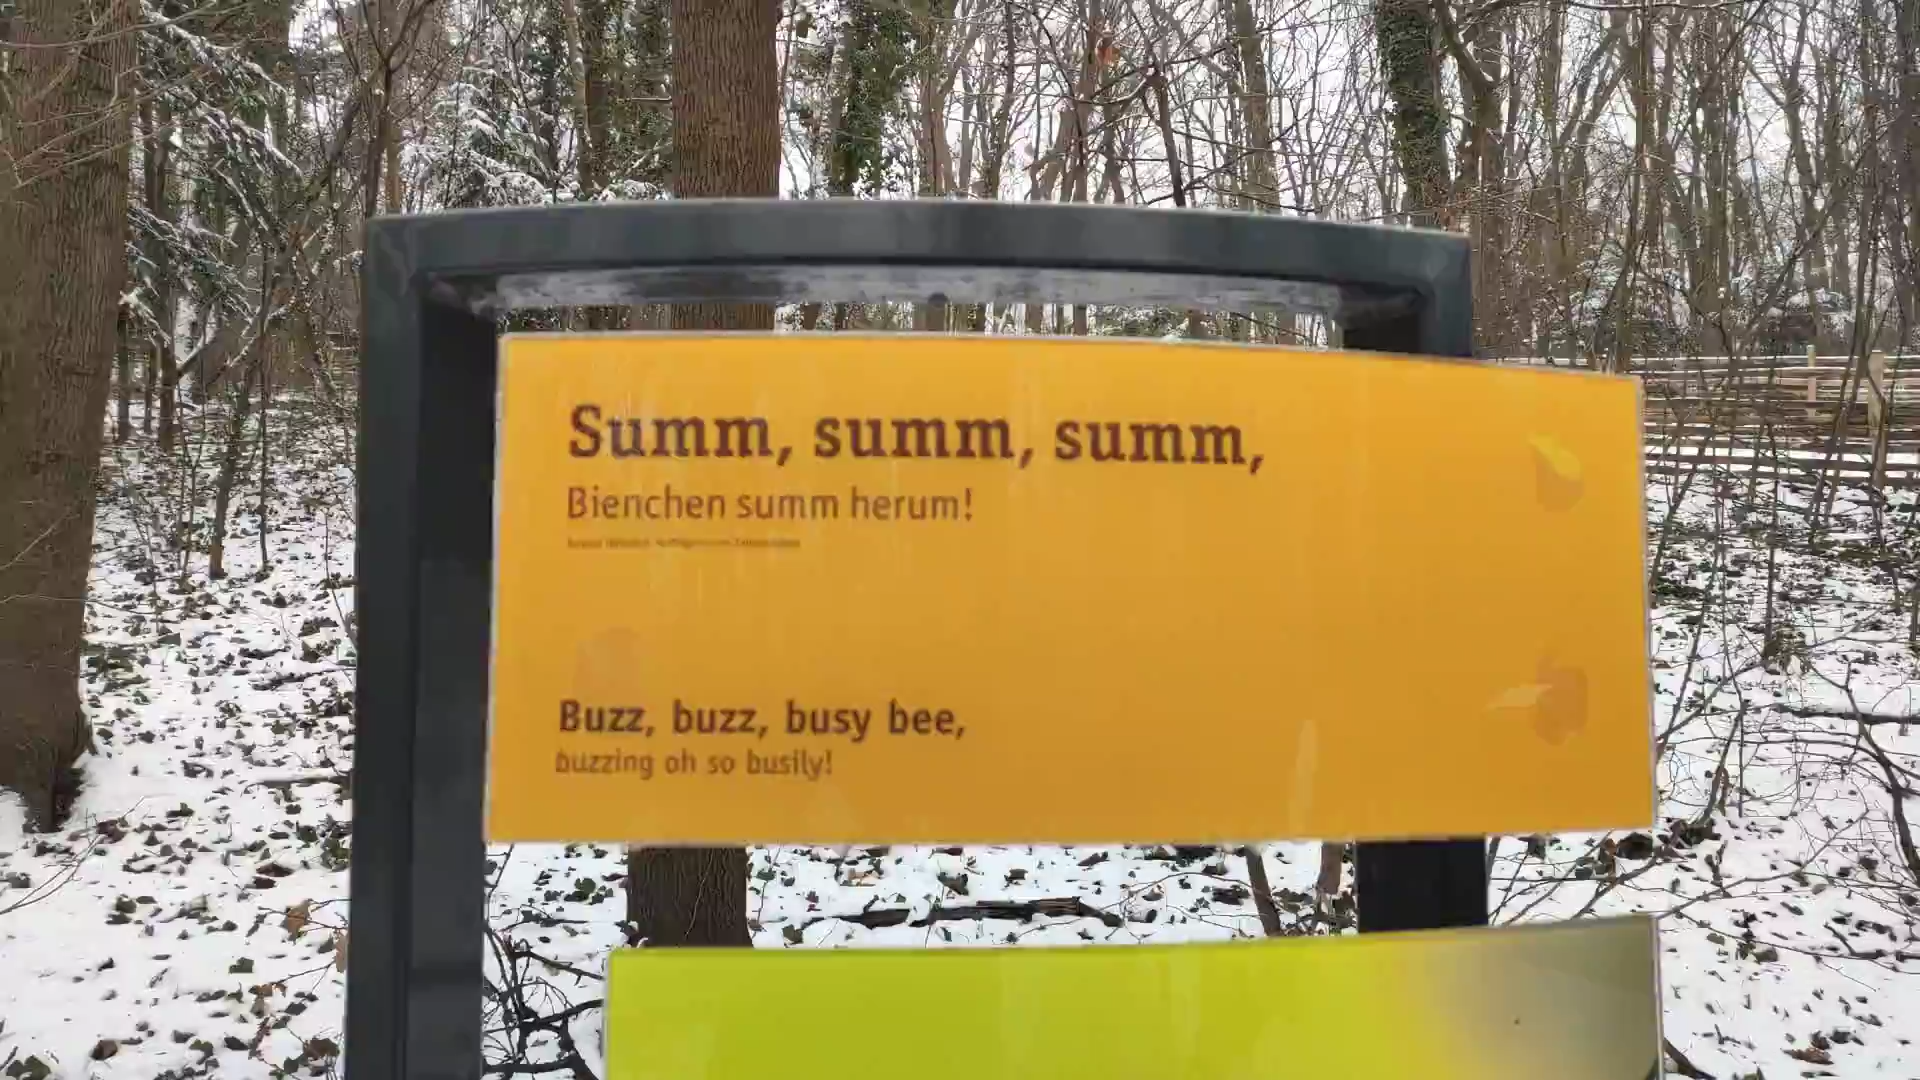 Summ, summ, summ,
Bienchen summ herum!
Buzz, buzz, busy bee,
buzzing oh so busily!